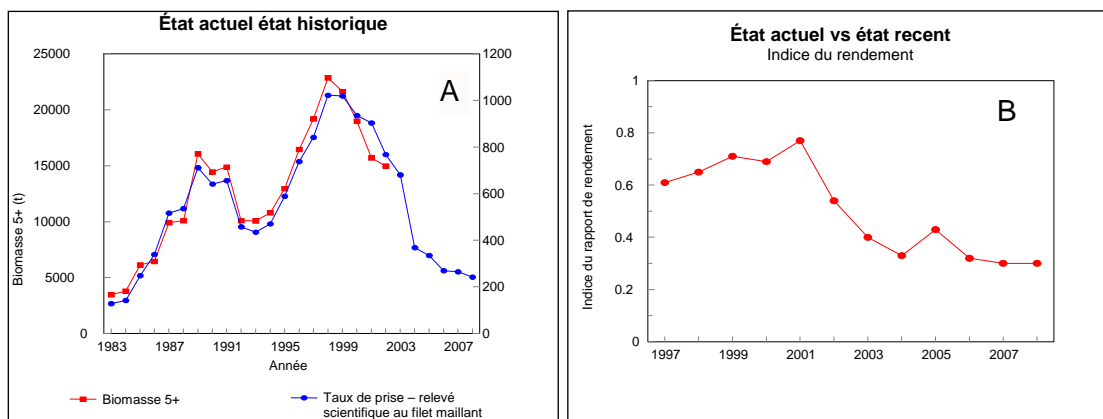 État actuel état historique
A
25000
20000
15000
10000
5000
0
Biomasse 5+ (t)
1200
1000
800
600
400
200
0
1983 1987 1991 1995 1999 2003 2007
Année
Biomasse 5+
Taux de prise – relevé
scientifique au filet maillant
État actuel vs état recent
Indice du rendement
B
1
0.8
0.6
0.4
0.2
0
Indice du rapport de rendement
1997 1999 2001 2003 2005 2007